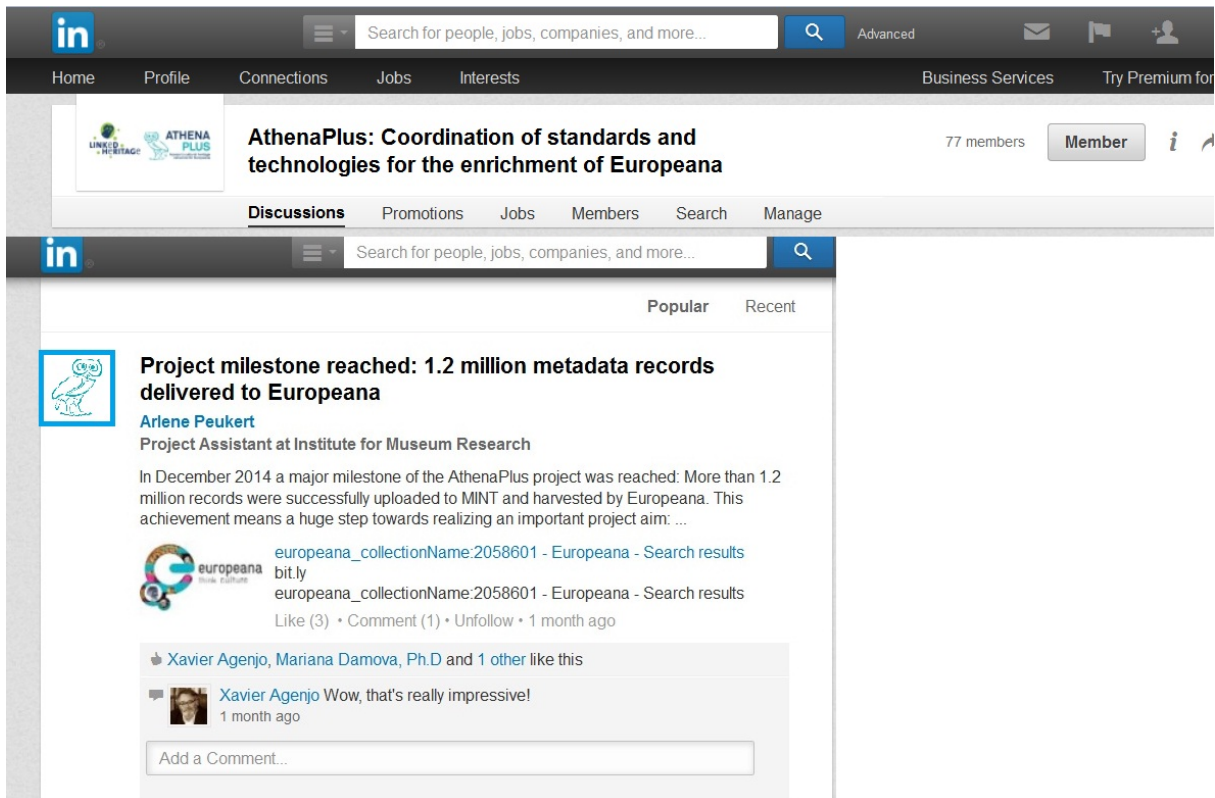 in
Search for people, jobs, companies, and more...
Advanced
Home Profile Connections Jobs Interests Business Services Try Premium for
LINKED HERITAGE
ATHENA PLUS
AthenaPlus: Coordination of standards and
technologies for the enrichment of Europeana
77 members
Member
Discussions Promotions Jobs Members Search Manage
in
Search for people, jobs, companies, and more...
Popular Recent
Project milestone reached: 1.2 million metadata records
delivered to Europeana
Arlene Peukert
Project Assistant at Institute for Museum Research
In December 2014 a major milestone of the AthenaPlus project was reached: More than 1.2
million records were successfully uploaded to MINT and harvested by Europeana. This
achievement means a huge step towards realizing an important project aim: ...
europeana
think culture
europeana_collectionName:2058601 - Europeana - Search results
bit.ly
europeana_collectionName:2058601 - Europeana - Search results
Like (3) • Comment (1) • Unfollow • 1 month ago
Xavier Agenjo, Mariana Damova, Ph.D and 1 other like this
Xavier Agenjo Wow, that's really impressive!
1 month ago
Add a Comment...